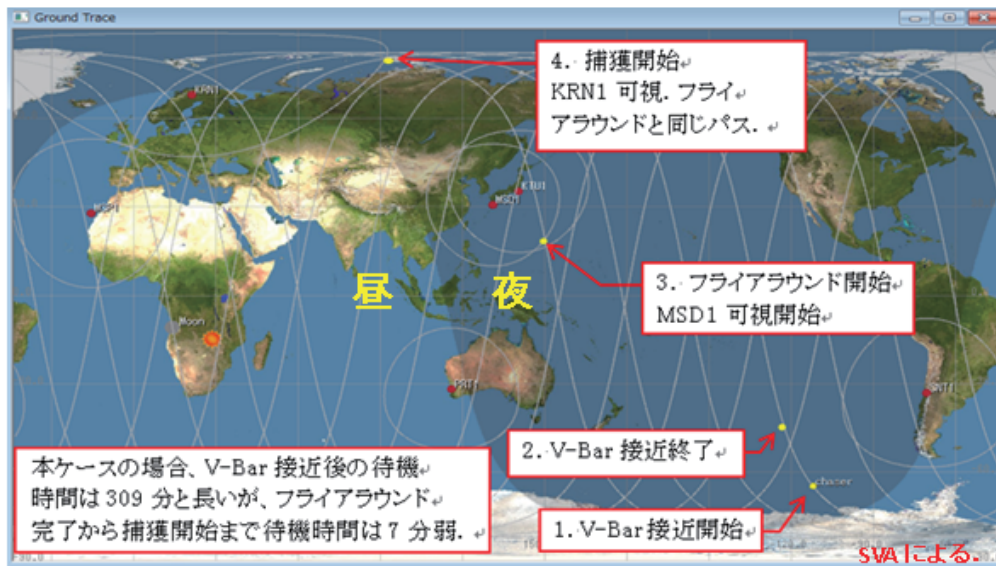 Ground Trace
4. 捕獲開始
KRN1 可視. フライ
アラウンドと同じパス.
KRN1
KTU1
MSD1
MSP1
昼 夜
3. フライアラウンド開始
MSD1 可視開始
Moon
PRT1
SNT1
2. V-Bar 接近終了
chaser
本ケースの場合、V-Bar 接近後の待機
時間は 309 分と長いが、フライアラウンド
完了から捕獲開始まで待機時間は 7 分弱.
1. V-Bar 接近開始
SVAによる.